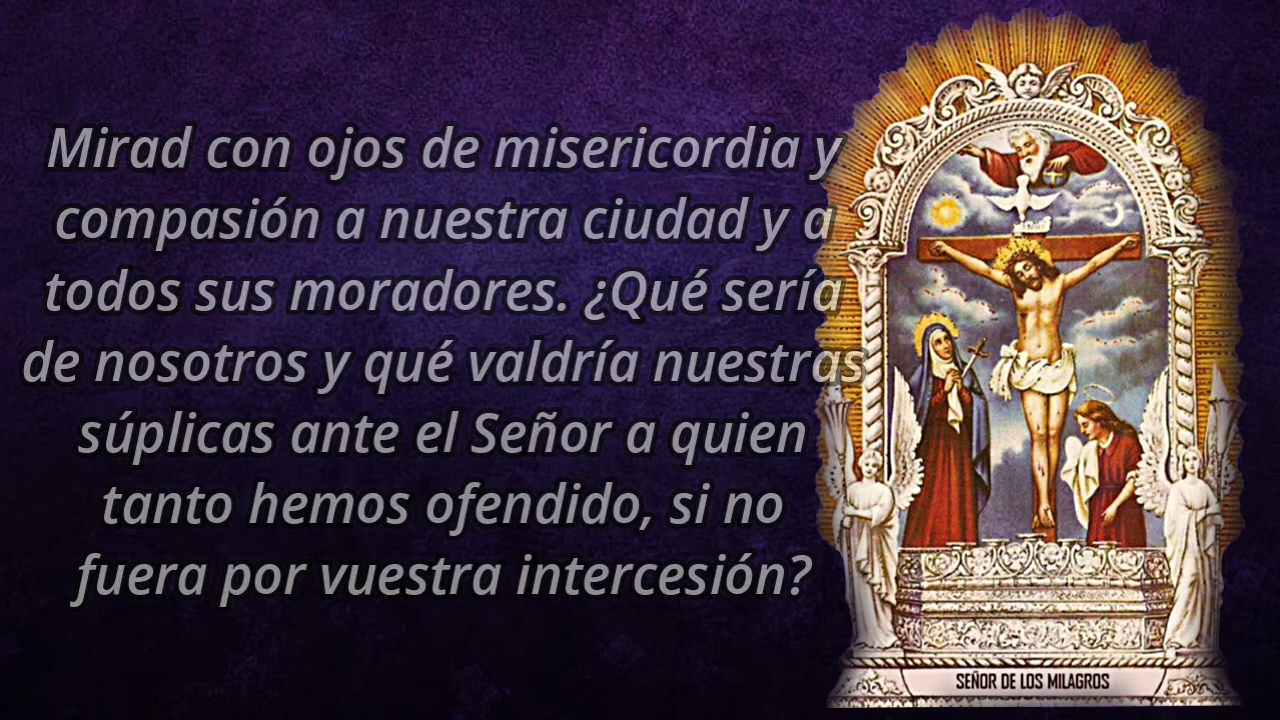 Mirad con ojos de misericordia y
compasión a nuestra ciudad y a
todos sus moradores. ¿Qué sería
de nosotros y qué valdría nuestras
súplicas ante el Señor a quien
tanto hemos ofendido, si no
fuera por vuestra intercesión?
INRI
SEÑOR DE LOS MILAGROS